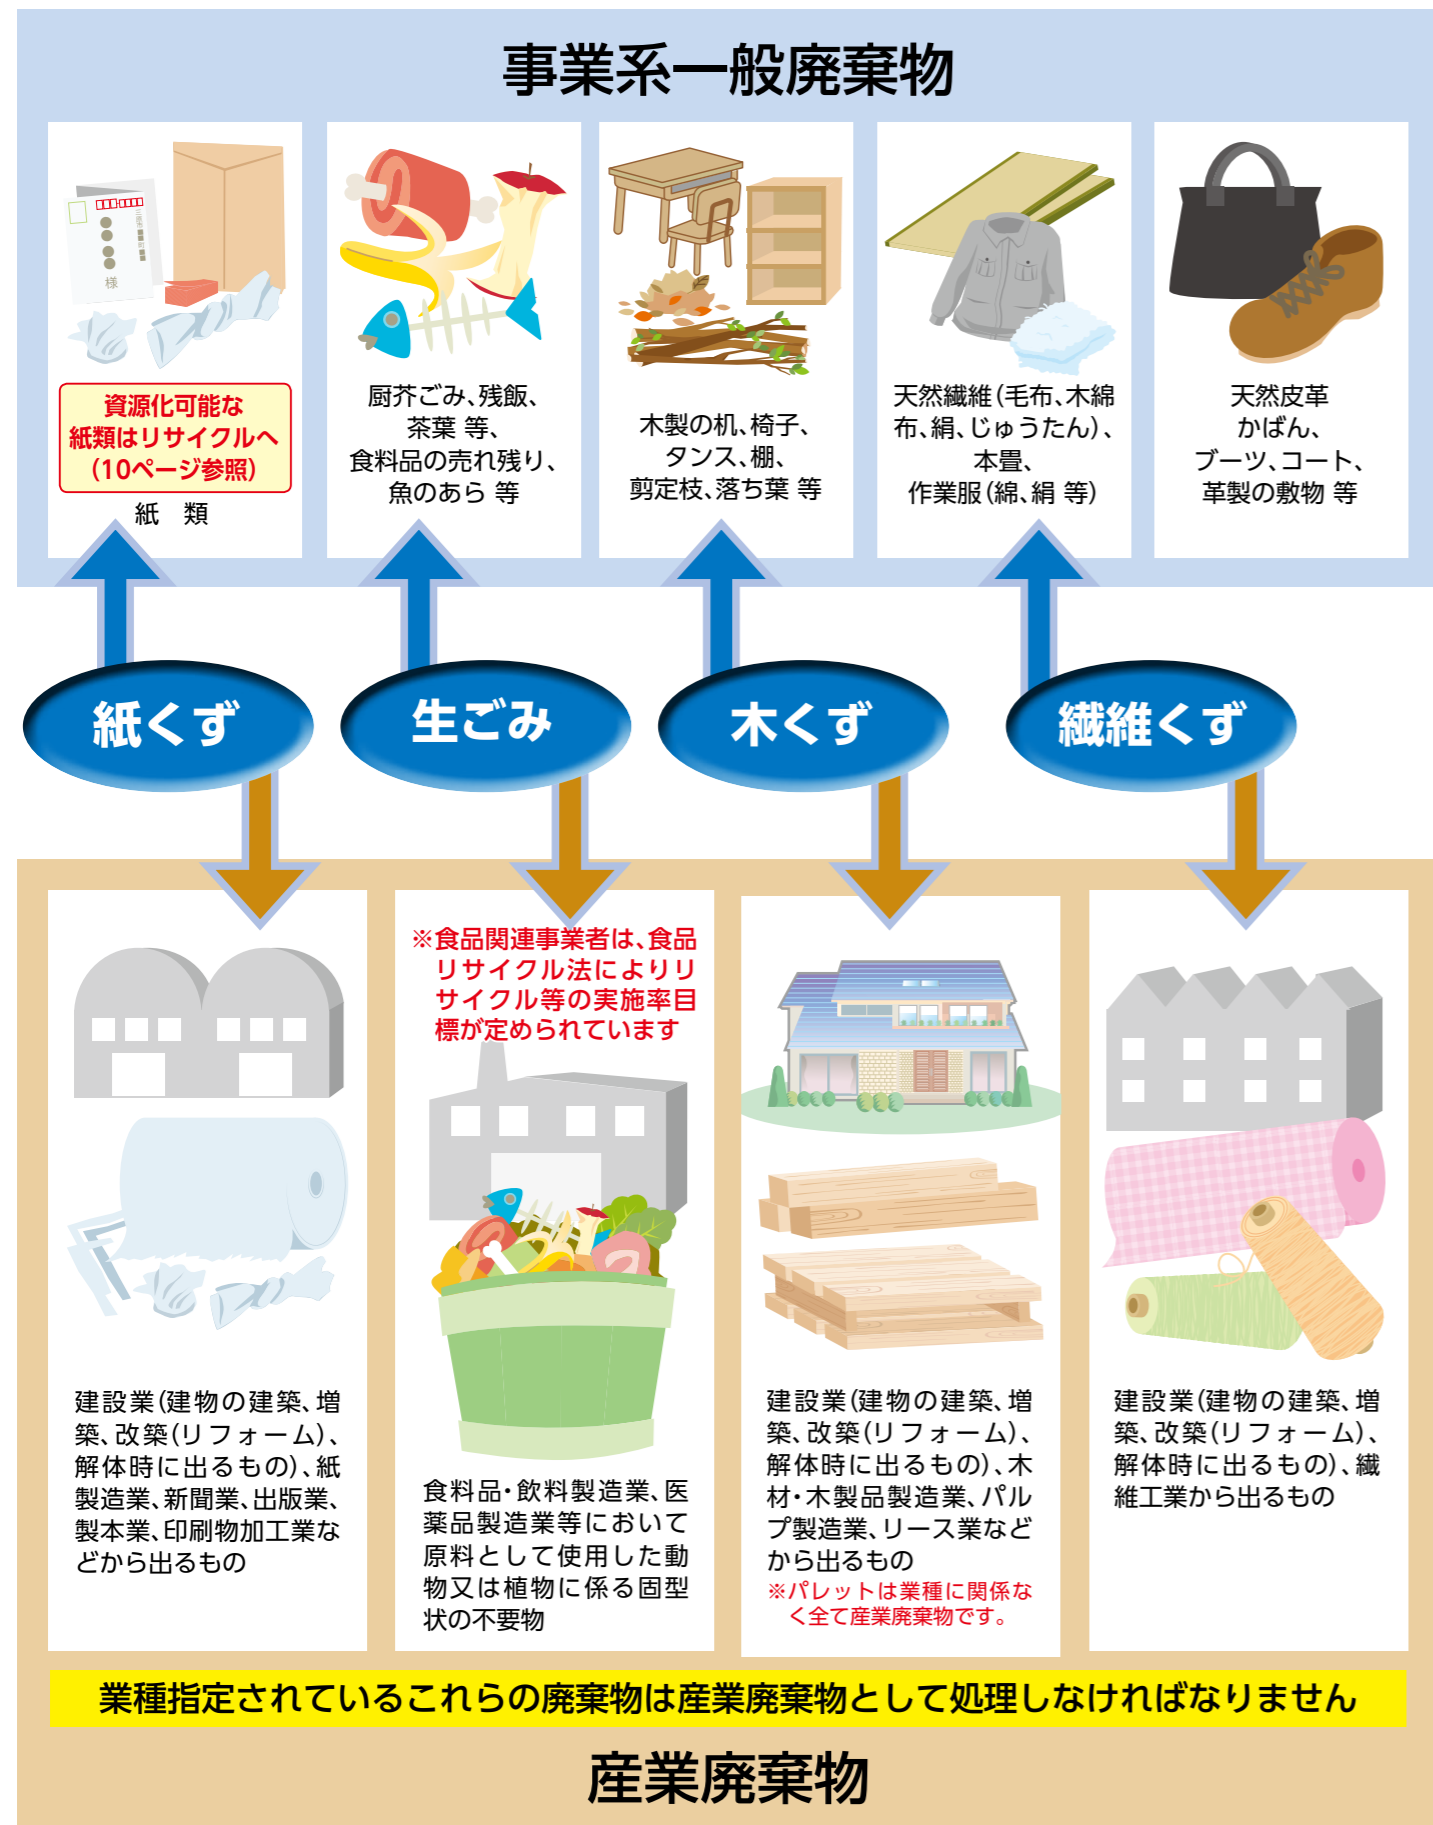 事業系一般廃棄物
様
資源化可能な
紙類はリサイクルへ
(10ページ参照)
紙　類
厨芥ごみ、残飯、
茶葉 等、
食料品の売れ残り、
魚のあら 等
木製の机、椅子、
タンス、棚、
剪定枝、落ち葉 等
天然繊維(毛布、木綿
布、絹、じゅうたん)、
本畳、
作業服(綿、絹 等)
天然皮革
かばん、
ブーツ、コート、
革製の敷物 等
紙くず
生ごみ
木くず
繊維くず
建設業(建物の建築、増
築、改築(リフォーム)、
解体時に出るもの)、紙
製造業、新聞業、出版業、
製本業、印刷物加工業な
どから出るもの
※食品関連事業者は、食品
リサイクル法によりリ
サイクル等の実施率目
標が定められています
食料品・飲料製造業、医
薬品製造業等において
原料として使用した動
物又は植物に係る固型
状の不要物
建設業(建物の建築、増
築、改築(リフォーム)、
解体時に出るもの)、木
材・木製品製造業、パル
プ製造業、リース業など
から出るもの
※パレットは業種に関係な
く全て産業廃棄物です。
建設業(建物の建築、増
築、改築(リフォーム)、
解体時に出るもの)、繊
維工業から出るもの
業種指定されているこれらの廃棄物は産業廃棄物として処理しなければなりません
産業廃棄物